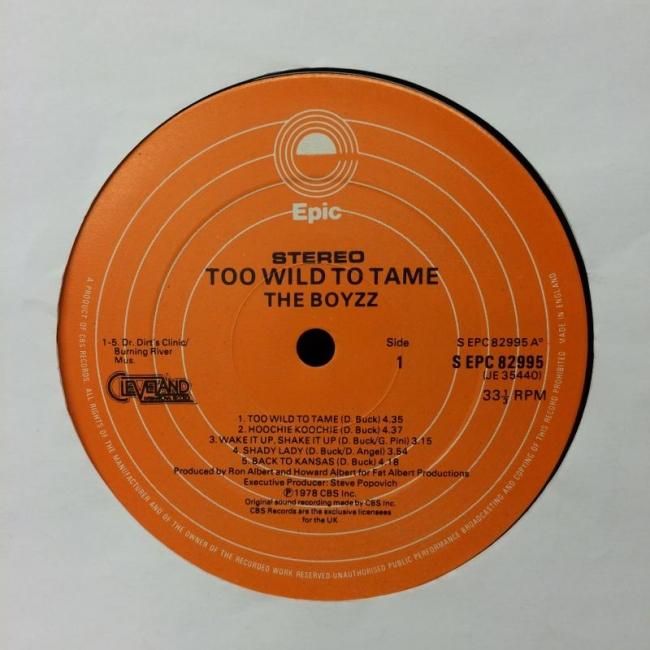 Epic
STEREO
TOO WILD TO TAME
THE BOYZZ
1-5. Dr. Dirt's Clinic/
Burning River
Mus.
CLEVELAND
Side
1
S EPC 82995 A°
S EPC 82995
(JE 35440)
33⅓ RPM
1. TOO WILD TO TAME (D. Buck) 4.35
2. HOOCHIE KOOCHIE (D. Buck) 4.37
3. WAKE IT UP, SHAKE IT UP (D. Buck/G. Pini) 3.15
4. SHADY LADY (D. Buck/D. Angel) 3.54
5. BACK TO KANSAS (D. Buck) 4.18
Produced by Ron Albert and Howard Albert for Fat Albert Productions
Executive Producer: Steve Popovich
℗ 1978 CBS Inc.
Original sound recording made by CBS Inc.
CBS Records are the exclusive licensees
for the UK
A PRODUCT OF CBS RECORDS. ALL RIGHTS OF THE MANUFACTURER AND OF THE OWNER OF THE RECORDED WORK RESERVED-UNAUTHORISED PUBLIC PERFORMANCE BROADCASTING AND COPYING OF THIS RECORD PROHIBITED MADE IN ENGLAND